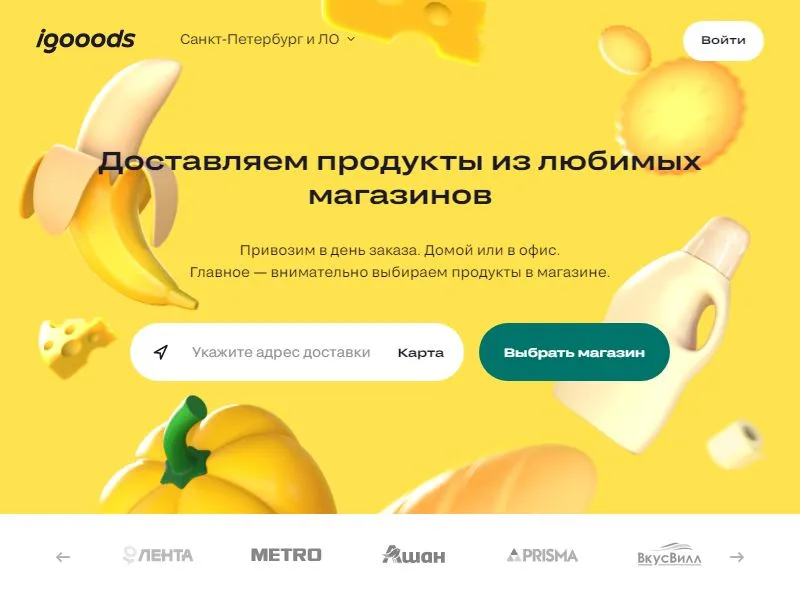 igooods
Санкт-Петербург и ЛО
Войти
Доставляем продукты из любимых
магазинов
Привозим в день заказа. Домой или в офис.
Главное — внимательно выбираем продукты в магазине.
Укажите адрес доставки
Карта
Выбрать магазин
ЛЕНТА
METRO
Ашан
PRISMA
ВкусВилл